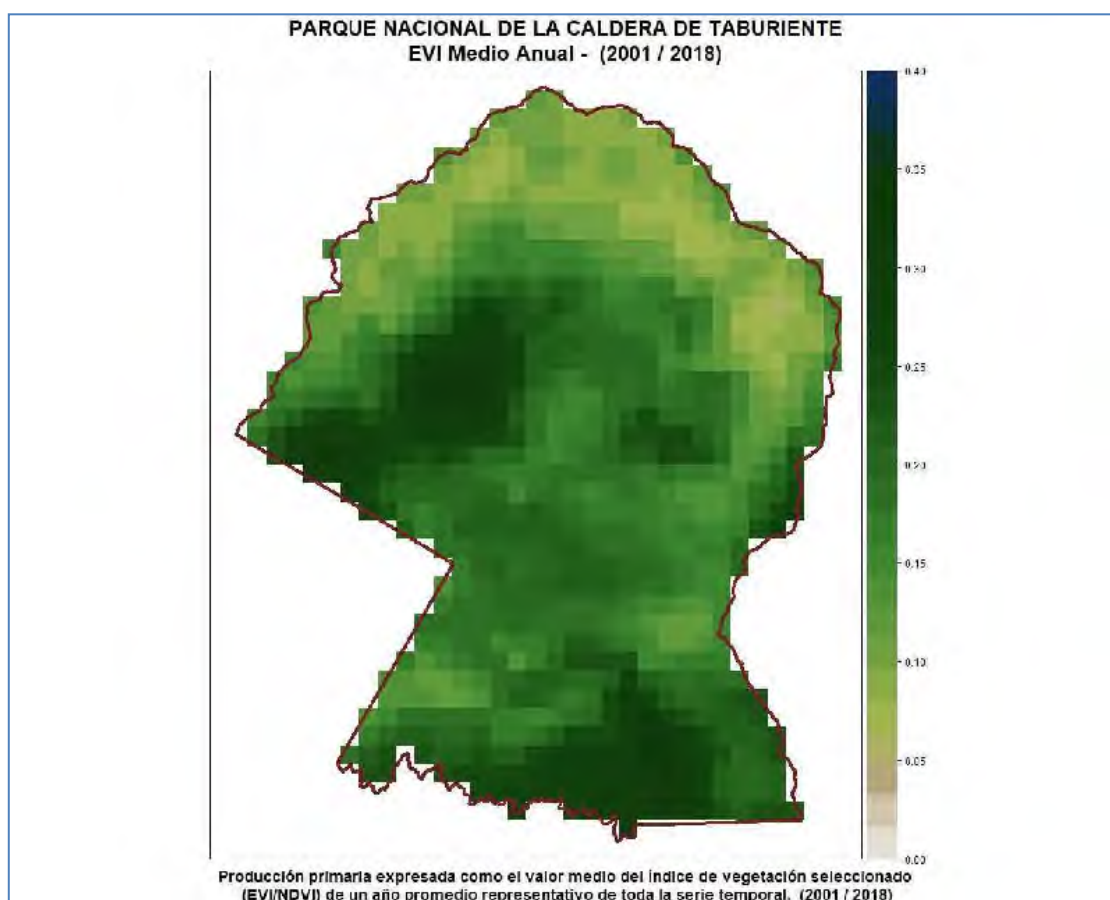 PARQUE NACIONAL DE LA CALDERA DE TABURIENTE
EVI Medio Anual - (2001 / 2018)
0.40
0.35
0.30
0.25
0.20
0.15
0.10
0.05
0.00
Producción primaria expresada como el valor medio del índice de vegetación seleccionado
(EVI/NDVI) de un año promedio representativo de toda la serie temporal. (2001 / 2018)